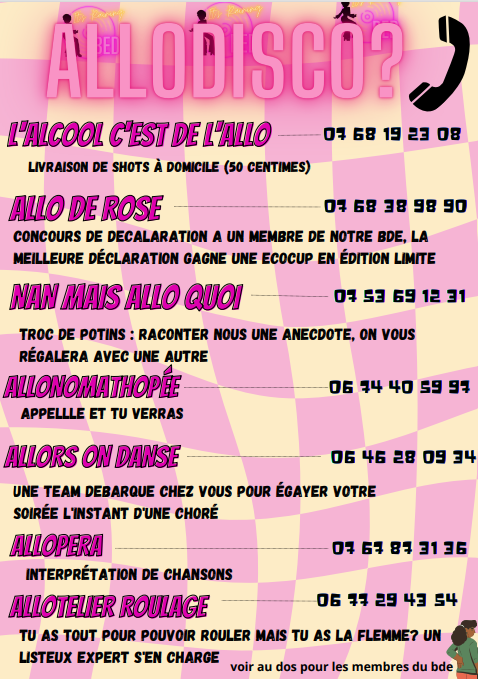 ALLODISCO?
L'ALCOOL C'EST DE L'ALLO 07 68 19 23 08
LIVRAISON DE SHOTS À DOMICILE (50 CENTIMES)
ALLO DE ROSE 07 68 38 98 90
CONCOURS DE DECALARATION A UN MEMBRE DE NOTRE BDE, LA
MEILLEURE DÉCLARATION GAGNE UNE ECOCUP EN ÉDITION LIMITE
NAN MAIS ALLO QUOI 07 53 69 12 31
TROC DE POTINS : RACONTER NOUS UNE ANECDOTE, ON VOUS
RÉGALERA AVEC UNE AUTRE
ALLONOMATHOPÉE 06 74 40 59 97
APPELLLE ET TU VERRAS
ALLORS ON DANSE 06 46 28 09 34
UNE TEAM DEBARQUE CHEZ VOUS POUR ÉGAYER VOTRE
SOIRÉE L'INSTANT D'UNE CHORÉ
ALLOPERA 07 67 87 31 36
INTERPRÉTATION DE CHANSONS
ALLOTELIER ROULAGE 06 77 29 43 54
TU AS TOUT POUR POUVOIR ROULER MAIS TU AS LA FLEMME? UN
LISTEUX EXPERT S'EN CHARGE
voir au dos pour les membres du bde